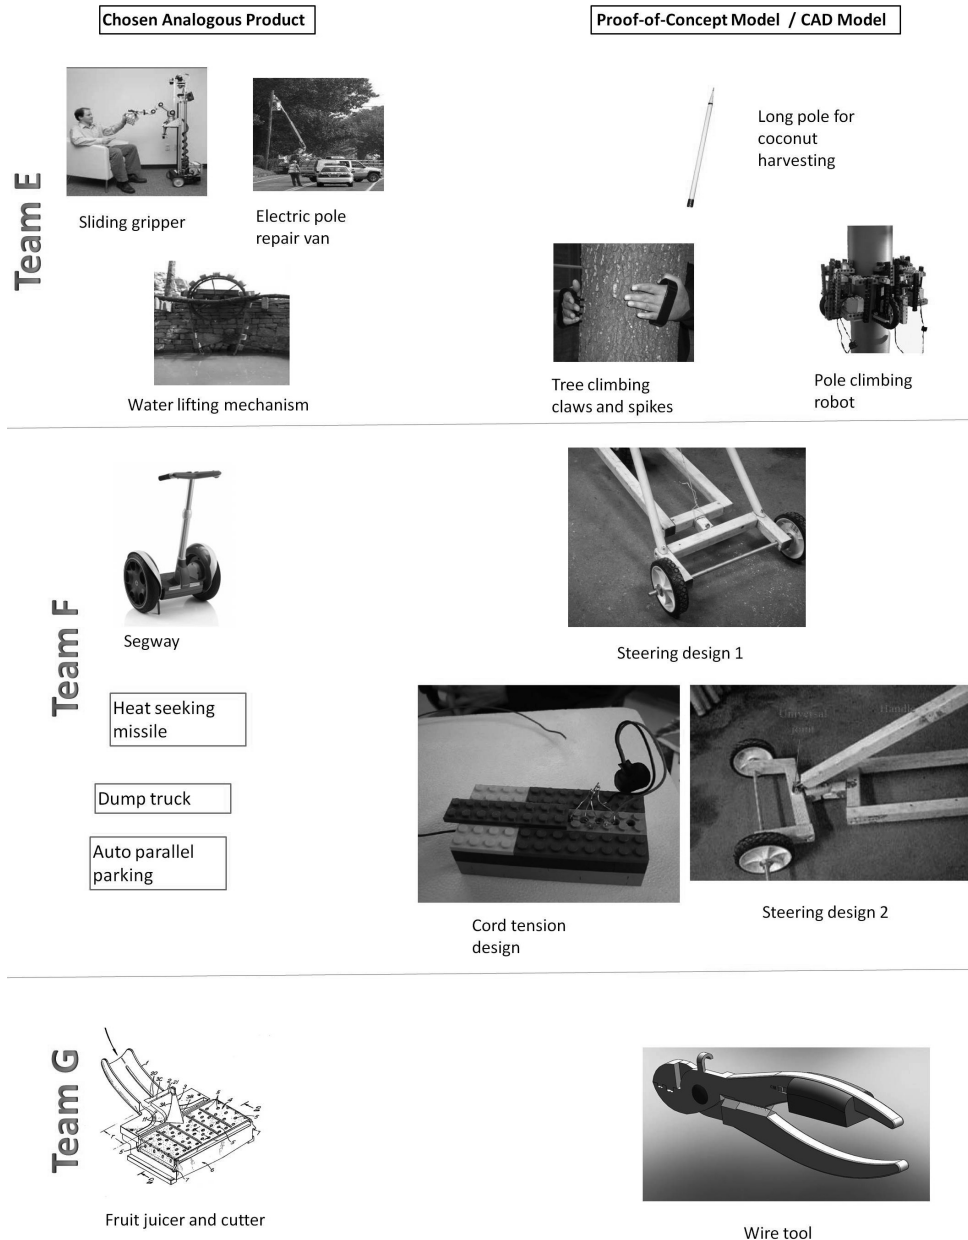 Chosen Analogous Product
Proof-of-Concept Model / CAD Model
Team E
Sliding gripper
Electric pole
repair van
Water lifting mechanism
Long pole for
coconut
harvesting
Tree climbing
claws and spikes
Pole climbing
robot
Team F
Segway
Heat seeking
missile
Dump truck
Auto parallel
parking
Steering design 1
Cord tension
design
Universal
joint
Handle
Steering design 2
Team G
Fruit juicer and cutter
Wire tool